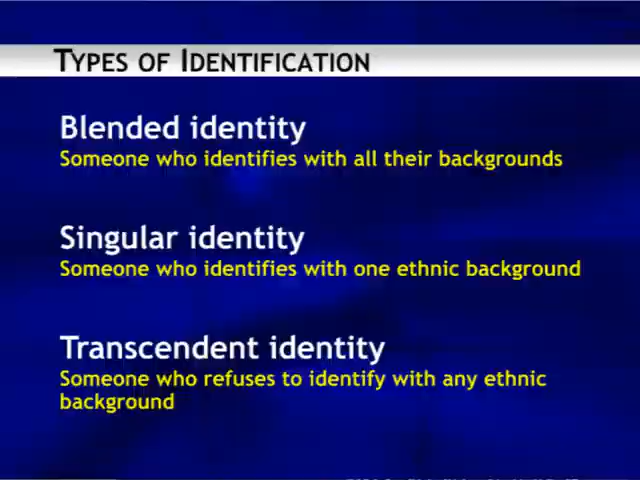 TYPES OF IDENTIFICATION
Blended identity
Someone who identifies with all their backgrounds
Singular identity
Someone who identifies with one ethnic background
Transcendent identity
Someone who refuses to identify with any ethnic
background